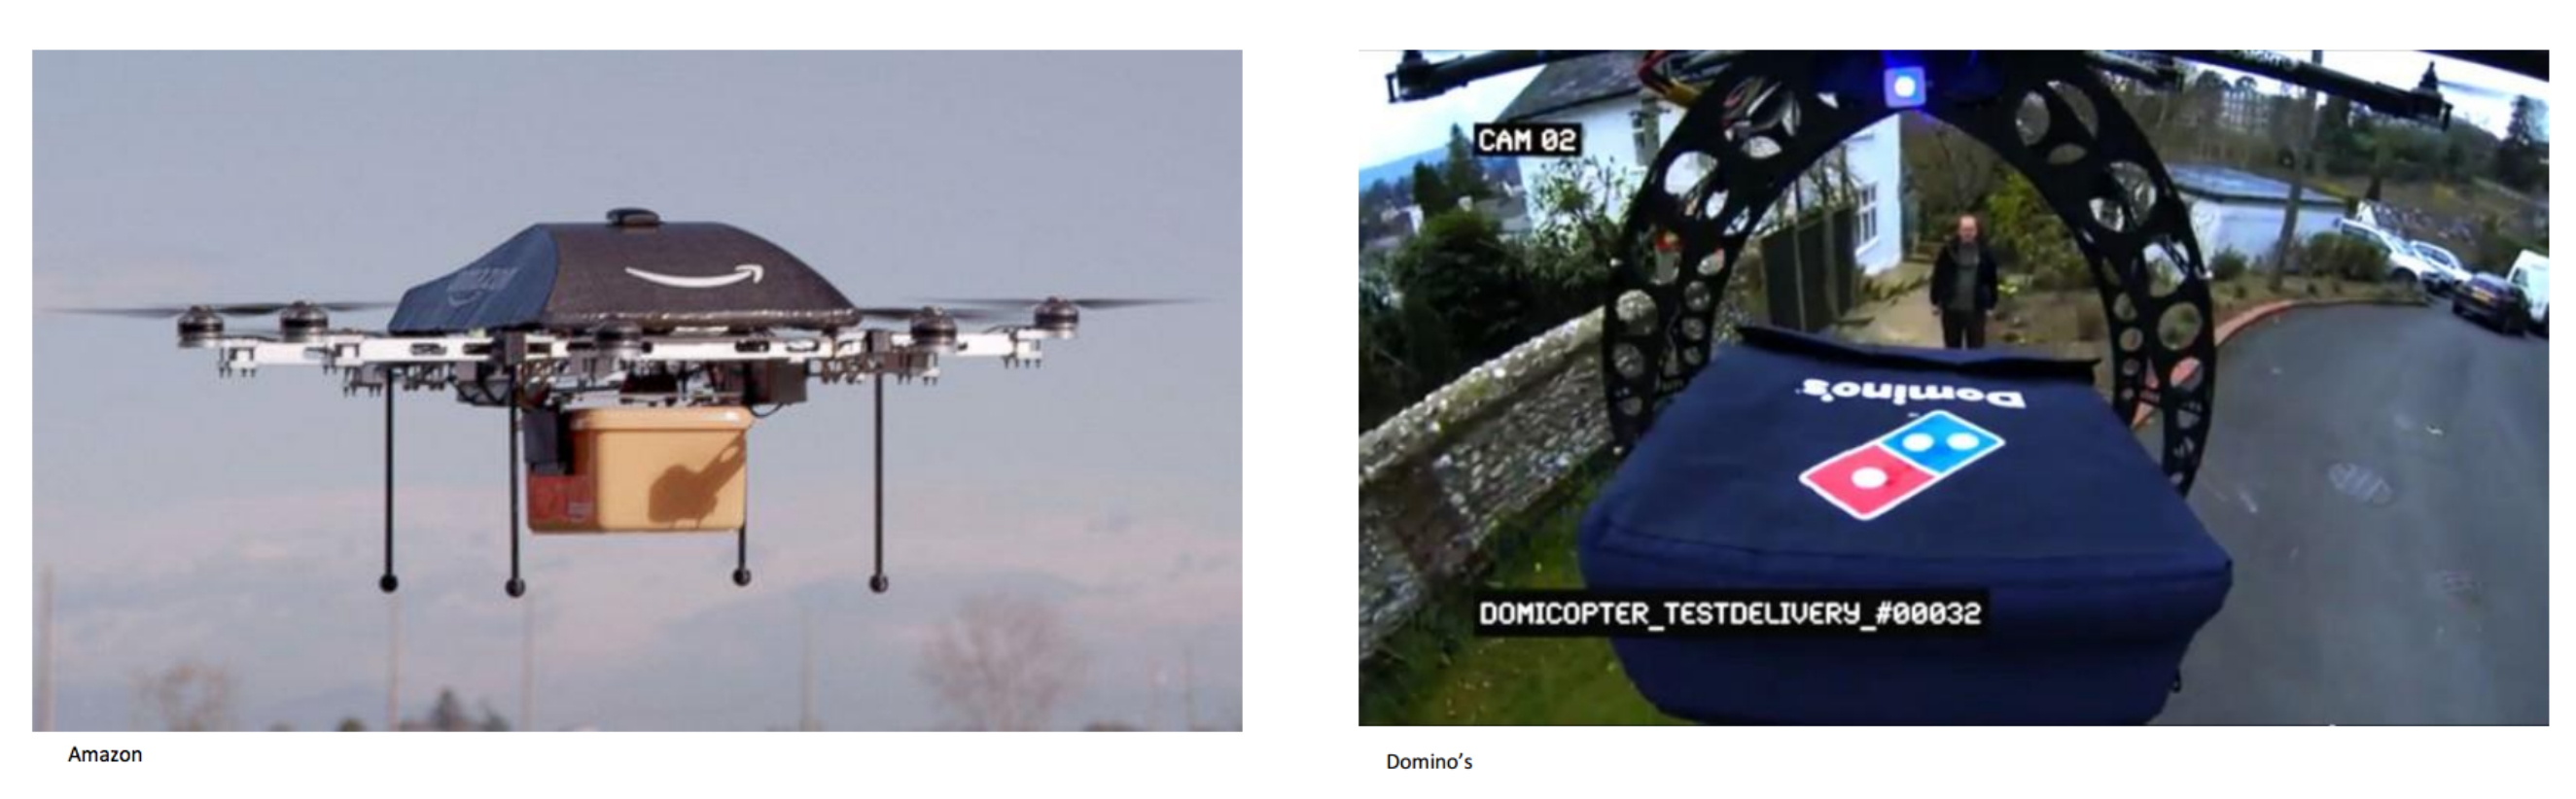 CAM 02
Domino's
DOMICOPTER_TESTDELIVERY_#00032
Amazon
Domino's